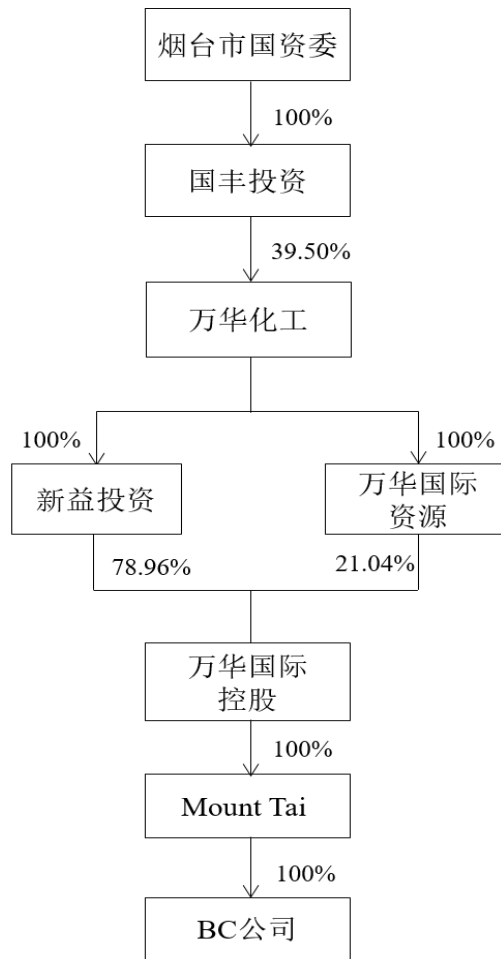 烟台市国资委
100%
国丰投资
39.50%
万华化工
100%
100%
新益投资
万华国际
资源
78.96%
21.04%
万华国际
控股
100%
Mount Tai
100%
BC公司